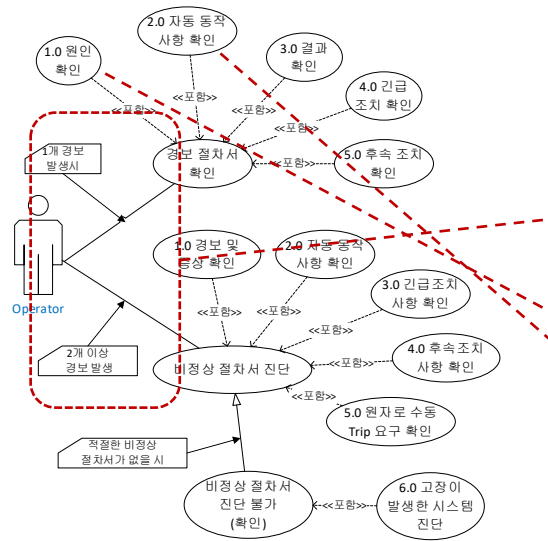 2.0 자동 동작
사항 확인
1.0 원인
확인
3.0 결과
확인
4.0 긴급
조치 확인
<<포함>>
<<포함>>
<<포함>>
<<포함>>
1개 경보
발생시
경보 절차서
확인
<<포함>>
5.0 후속 조치
확인
Operator
1.0 경보 및
증상 확인
2.0 자동 동작
사항 확인
3.0 긴급조치
사항 확인
<<포함>>
<<포함>>
<<포함>>
2개 이상
경보 발생
비정상 절차서 진단
<<포함>>
4.0 후속조치
사항 확인
<<포함>>
5.0 원자로 수동
Trip 요구 확인
적절한 비정상
절차서가 없을 시
비정상 절차서
진단 불가
(확인)
<<포함>>
6.0 고장이
발생한 시스템
진단